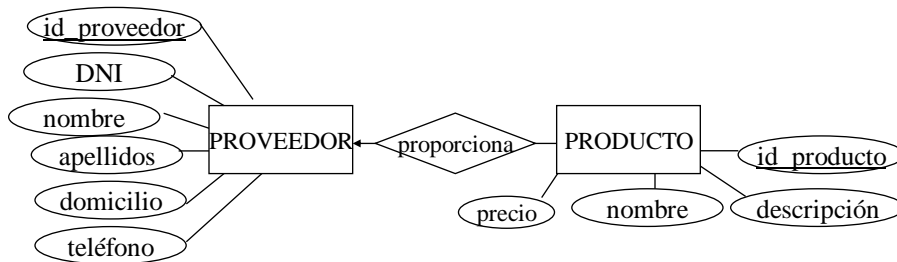 id_proveedor
DNI
nombre
apellidos
domicilio
teléfono
PROVEEDOR
proporciona
PRODUCTO
id_producto
precio
nombre
descripción